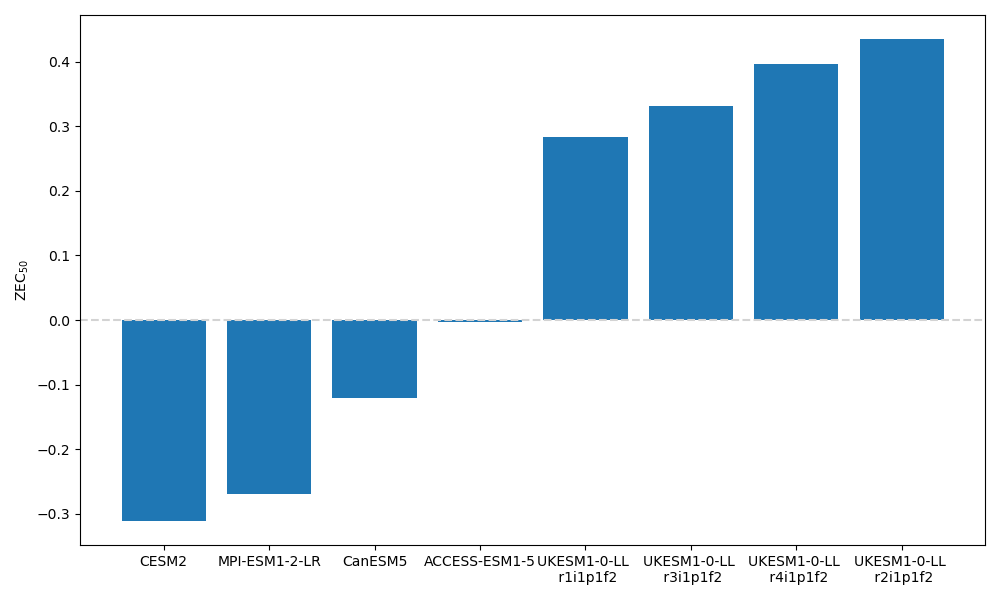 0.4
0.3
0.2
0.1
0.0
−0.1
−0.2
−0.3
ZEC₅₀
CESM2
MPI-ESM1-2-LR
CanESM5
ACCESS-ESM1-5
UKESM1-0-LL
r1i1p1f2
UKESM1-0-LL
r3i1p1f2
UKESM1-0-LL
r4i1p1f2
UKESM1-0-LL
r2i1p1f2